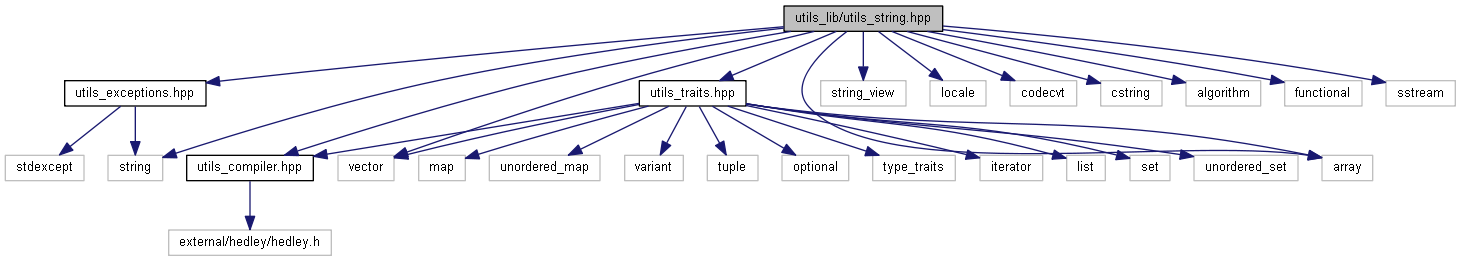 utils_lib/utils_string.hpp
utils_exceptions.hpp
utils_traits.hpp
string_view
locale
codecvt
cstring
algorithm
functional
sstream
stdexcept
string
utils_compiler.hpp
vector
map
unordered_map
variant
tuple
optional
type_traits
iterator
list
set
unordered_set
array
external/hedley/hedley.h